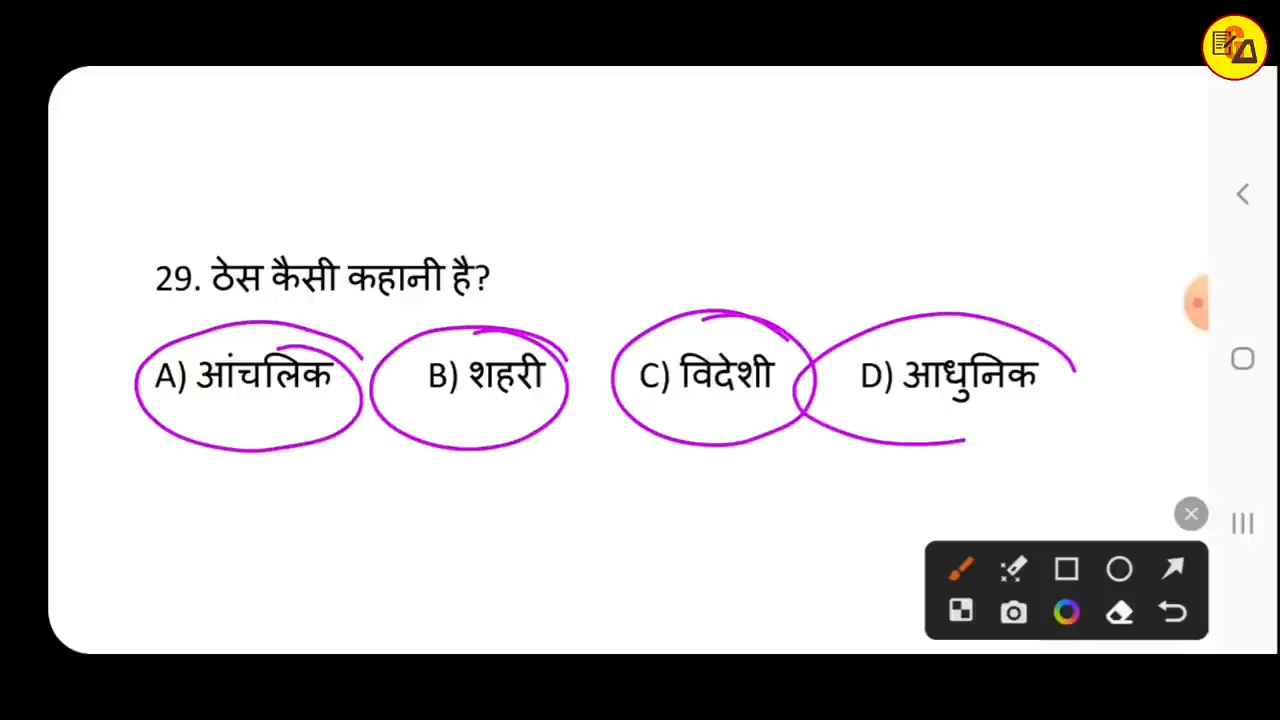 29. ठेस कैसी कहानी है?
A) आंचलिक B) शहरी C) विदेशी D) आधुनिक